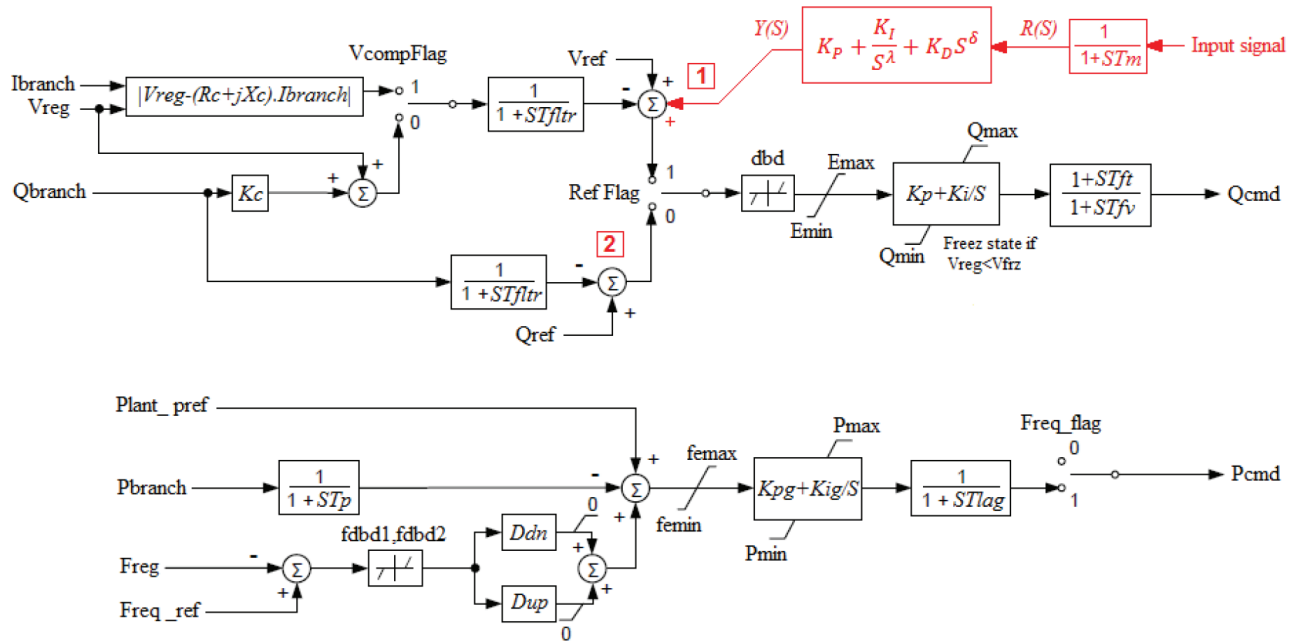 Y(S)
K_P + K_I/S^λ + K_D S^δ
R(S)
1/1+STm
Input signal
VcompFlag
Vref
1
Ibranch
Vreg
|Vreg-(Rc+jXc).Ibranch|
1
0
1/1+STfltr
-
+
Σ
+
Qbranch
Kc
+
+
Σ
Ref Flag
1
0
dbd
Emax
Emin
Qmax
Kp+Ki/S
Qmin
Freez state if
Vreg<Vfrz
1+STft/1+STfv
Qcmd
2
1/1+STfltr
-
Σ
+
Qref
Plant_ pref
Pbranch
1/1+STp
+
-
Σ
+
femax
femin
Pmax
Kpg+Kig/S
Pmin
1/1+STlag
Freq_flag
0
1
Pcmd
fdbd1,fdbd2
Ddn
0
Freg
-
Σ
+
Freq _ref
+
Σ
+
Dup
0